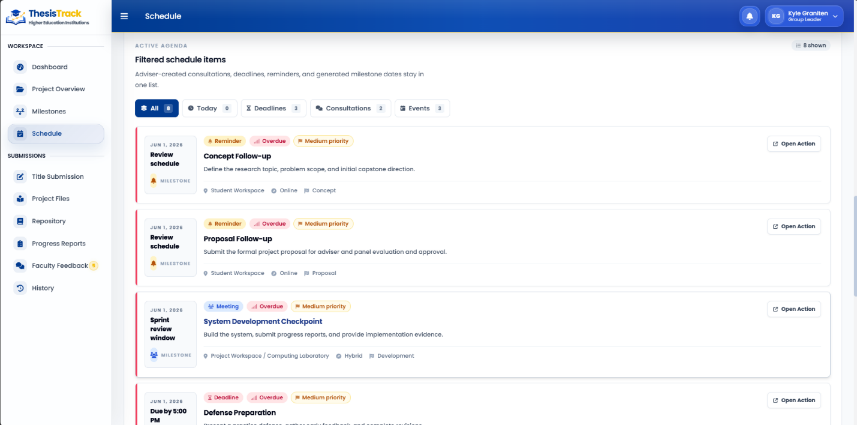 ThesisTrack
Higher Education Institutions
Schedule
KG
Kyle Graniten
Group Leader
WORKSPACE
Dashboard
Project Overview
Milestones
Schedule
SUBMISSIONS
Title Submission
Project Files
Repository
Progress Reports
Faculty Feedback
History
ACTIVE AGENDA
8 shown
Filtered schedule items
Adviser-created consultations, deadlines, reminders, and generated milestone dates stay in
one list.
All 8
Today 0
Deadlines 3
Consultations 2
Events 3
JUN 1, 2026
Review
schedule
MILESTONE
Reminder Overdue Medium priority
Concept Follow-up
Define the research topic, problem scope, and initial capstone direction.
Student Workspace Online Concept
Open Action
JUN 1, 2026
Review
schedule
MILESTONE
Reminder Overdue Medium priority
Proposal Follow-up
Submit the formal project proposal for adviser and panel evaluation and approval.
Student Workspace Online Proposal
Open Action
JUN 1, 2026
Sprint
review
window
MILESTONE
Meeting Overdue Medium priority
System Development Checkpoint
Build the system, submit progress reports, and provide implementation evidence.
Project Workspace / Computing Laboratory Hybrid Development
Open Action
JUN 1, 2026
Due by 5:00
PM
Deadline Overdue Medium priority
Defense Preparation
Open Action